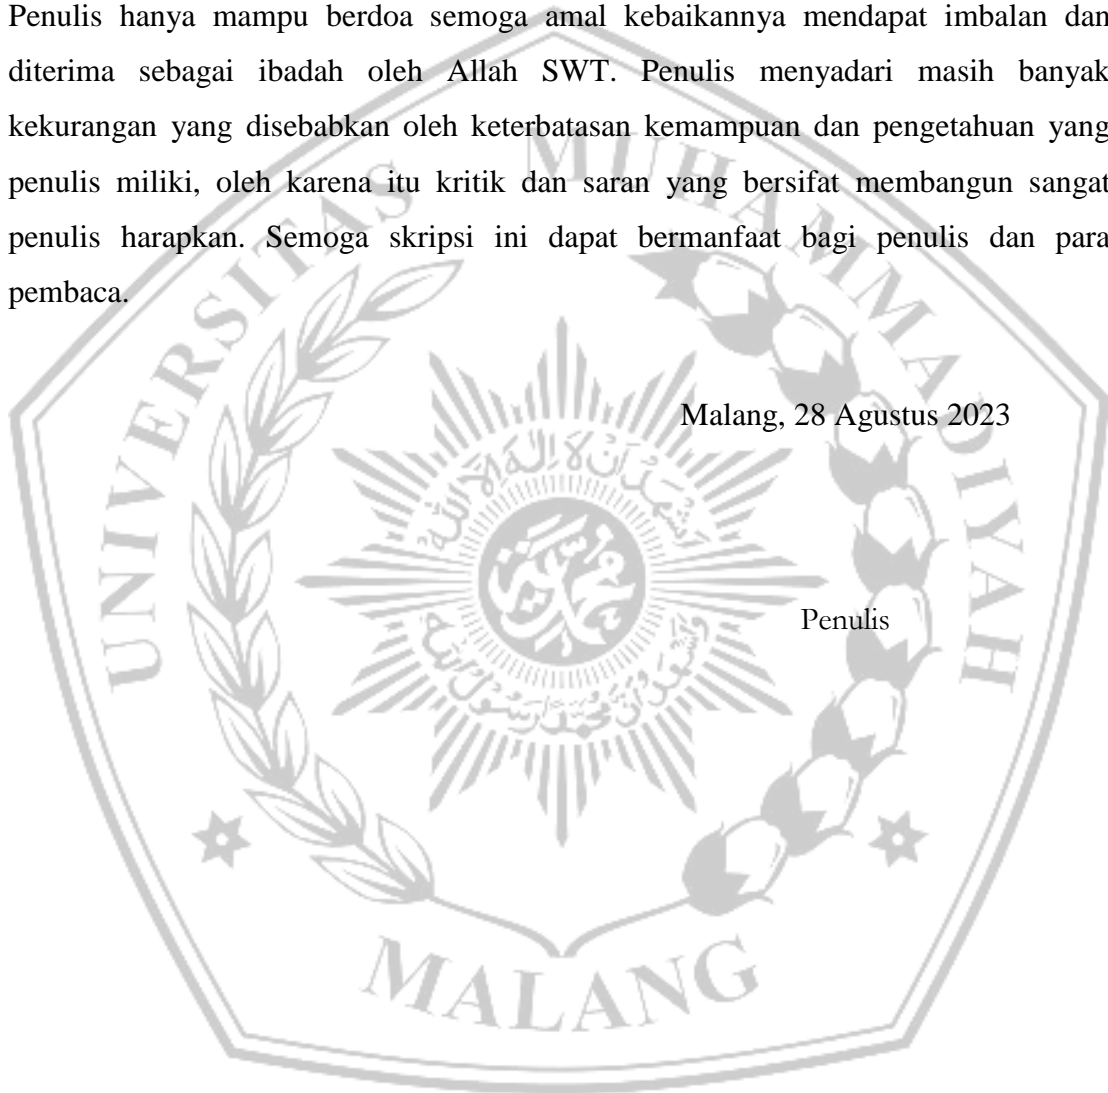 Penulis hanya mampu berdoa semoga amal kebaikannya mendapat imbalan dan
diterima sebagai ibadah oleh Allah SWT. Penulis menyadari masih banyak
kekurangan yang disebabkan oleh keterbatasan kemampuan dan pengetahuan yang
penulis miliki, oleh karena itu kritik dan saran yang bersifat membangun sangat
penulis harapkan. Semoga skripsi ini dapat bermanfaat bagi penulis dan para
pembaca.
Malang, 28 Agustus 2023
Penulis
UNIVERSITAS MUHAMMADIYAH
MALANG